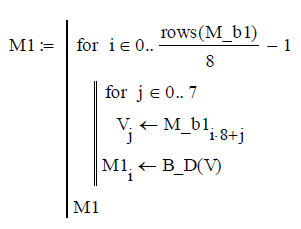 M1 := for i ∈ 0.. rows(M_b1)/8 − 1
for j ∈ 0.. 7
V_j ← M_b1_{i·8+j}
M1_i ← B_D(V)
M1